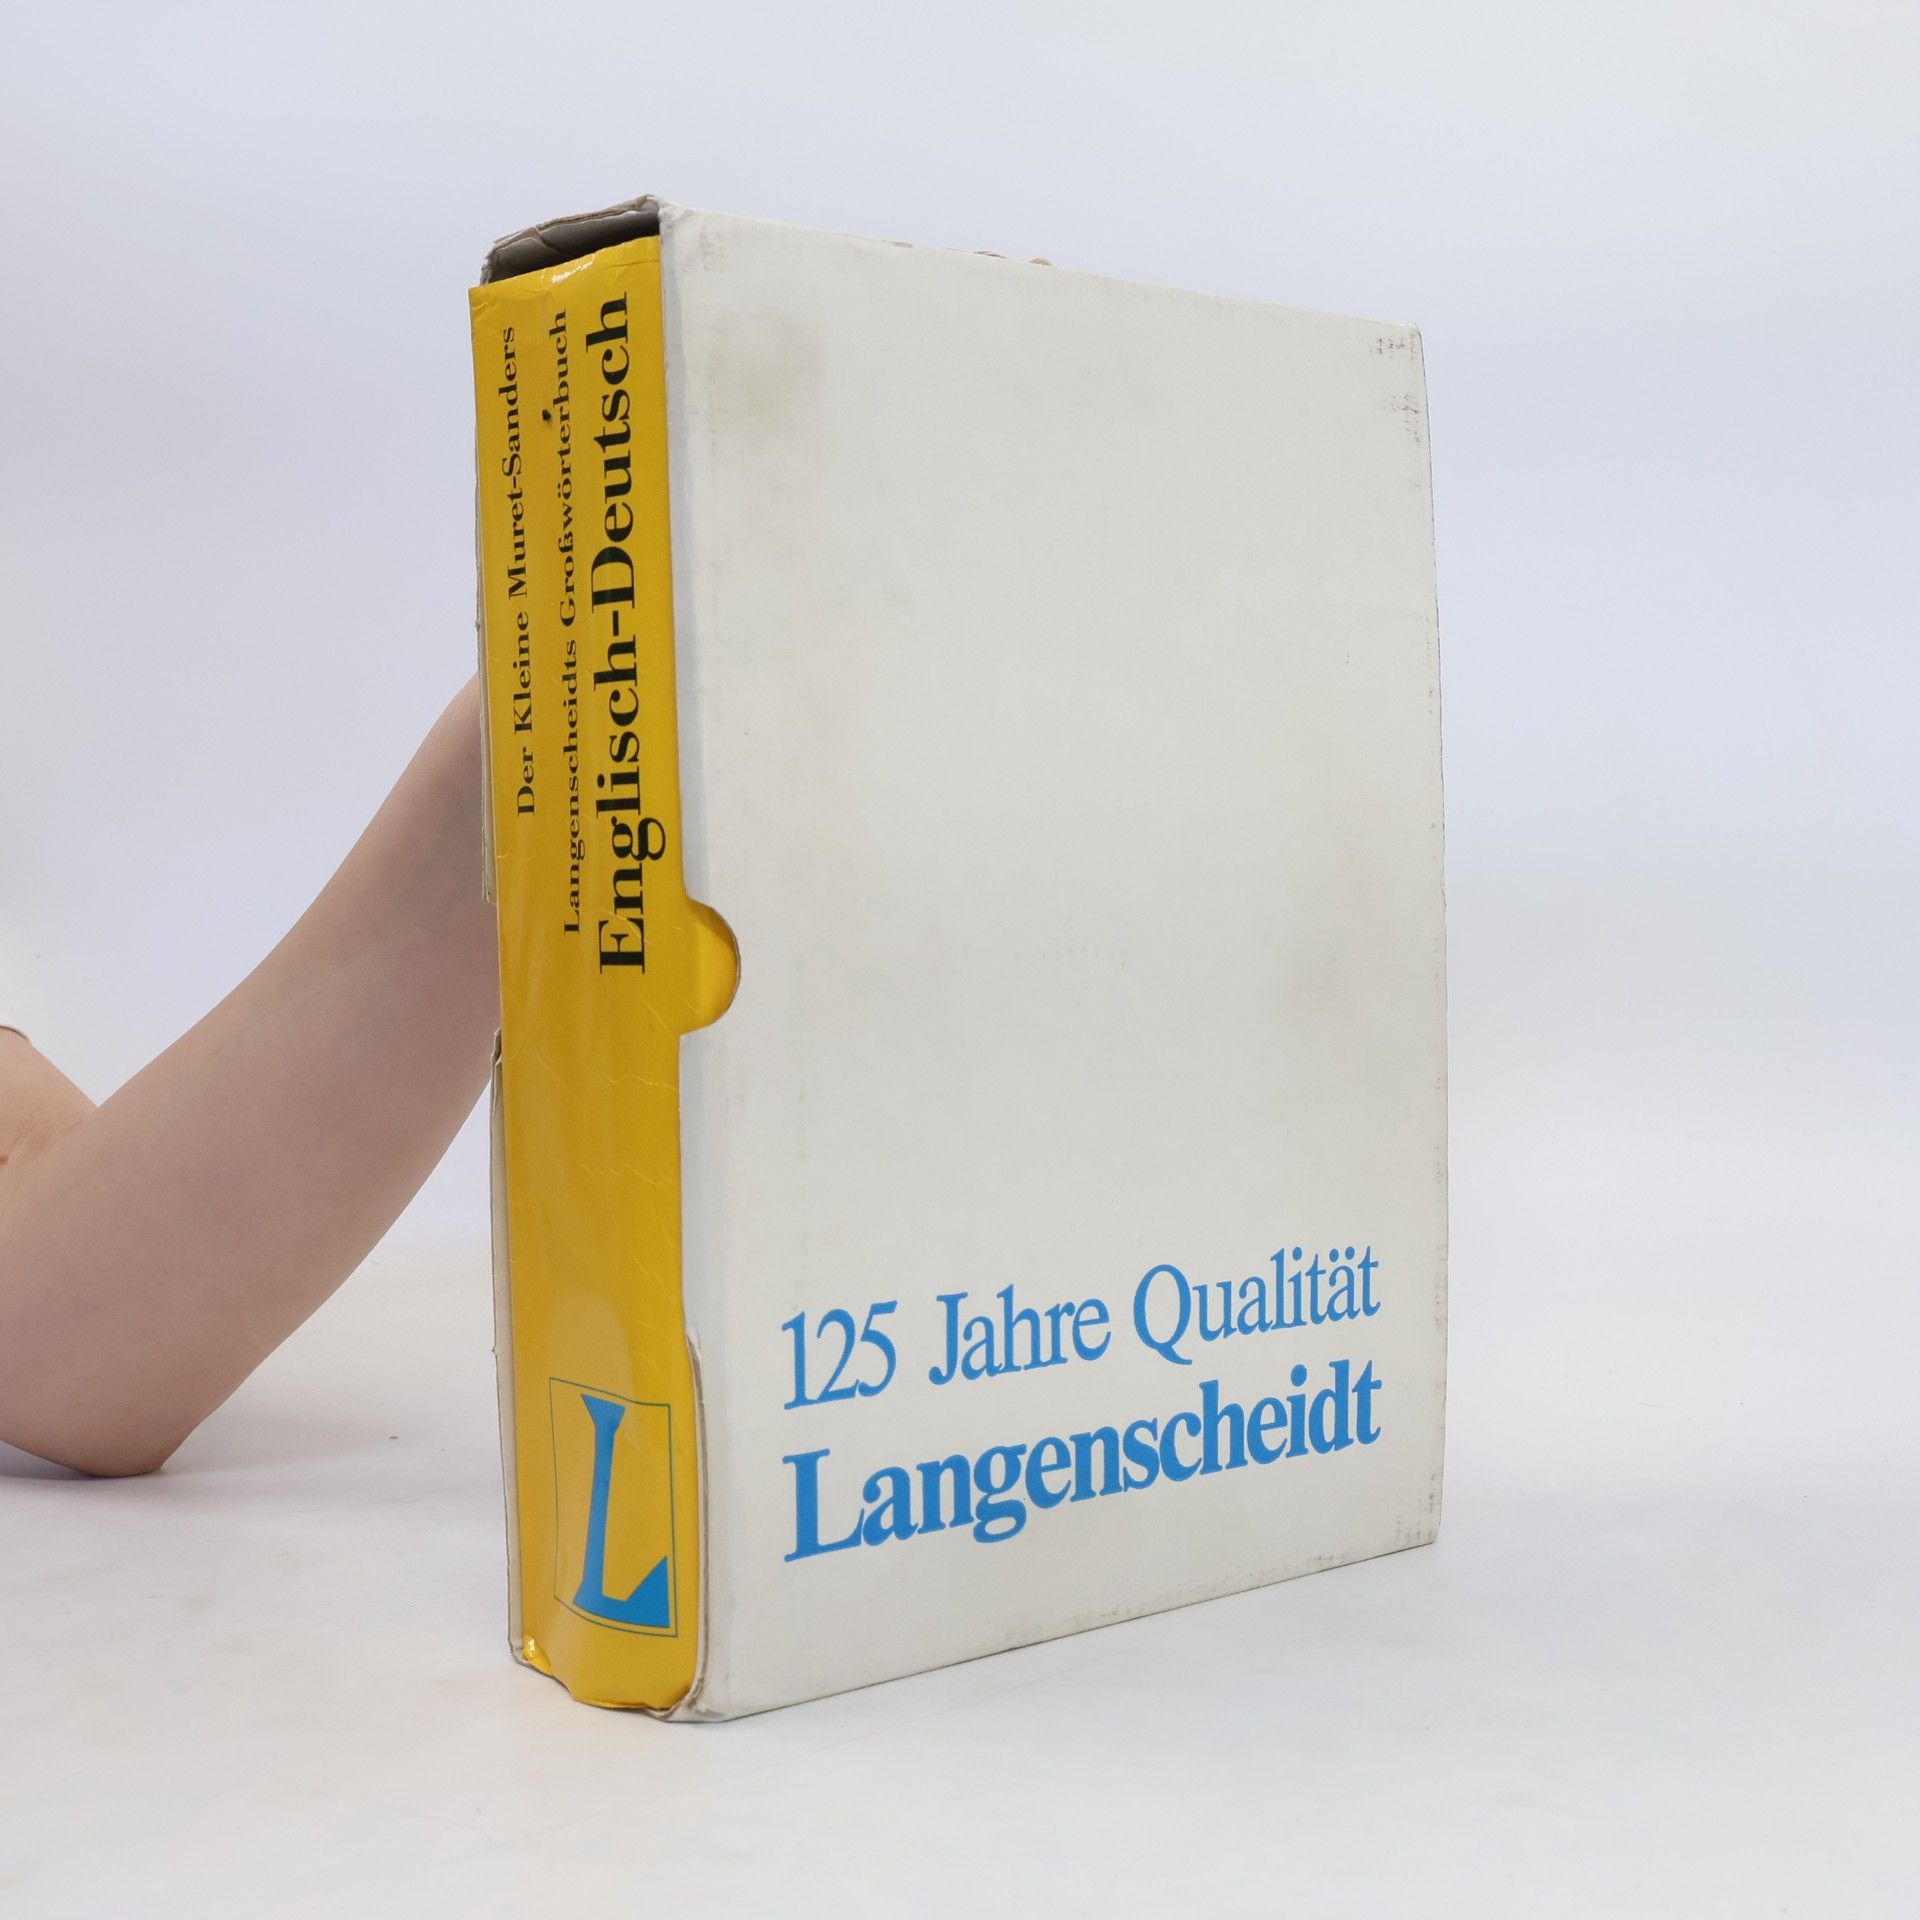 Der Kleine Muret-Sanders
Langenscheidts Großwörterbuch
Englisch-Deutsch
L
125 Jahre Qualität
Langenscheidt